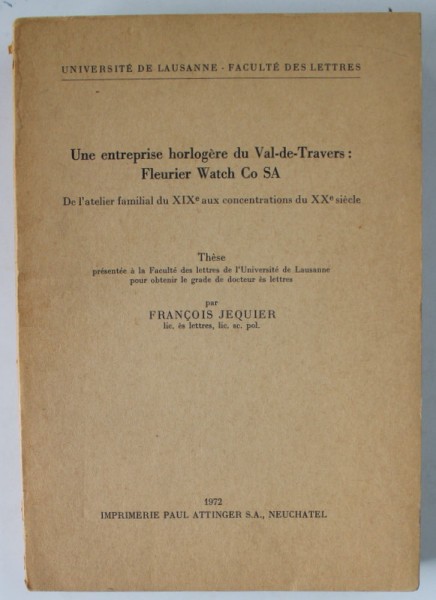 UNIVERSITÉ DE LAUSANNE - FACULTÉ DES LETTRES
Une entreprise horlogère du Val-de-Travers :
Fleurier Watch Co SA
De l'atelier familial du XIXe aux concentrations du XXe siècle
Thèse
présentée à la Faculté des lettres de l'Université de Lausanne
pour obtenir le grade de docteur ès lettres
par
FRANÇOIS JEQUIER
lic. ès lettres, lic. sc. pol.
1972
IMPRIMERIE PAUL ATTINGER S.A., NEUCHATEL